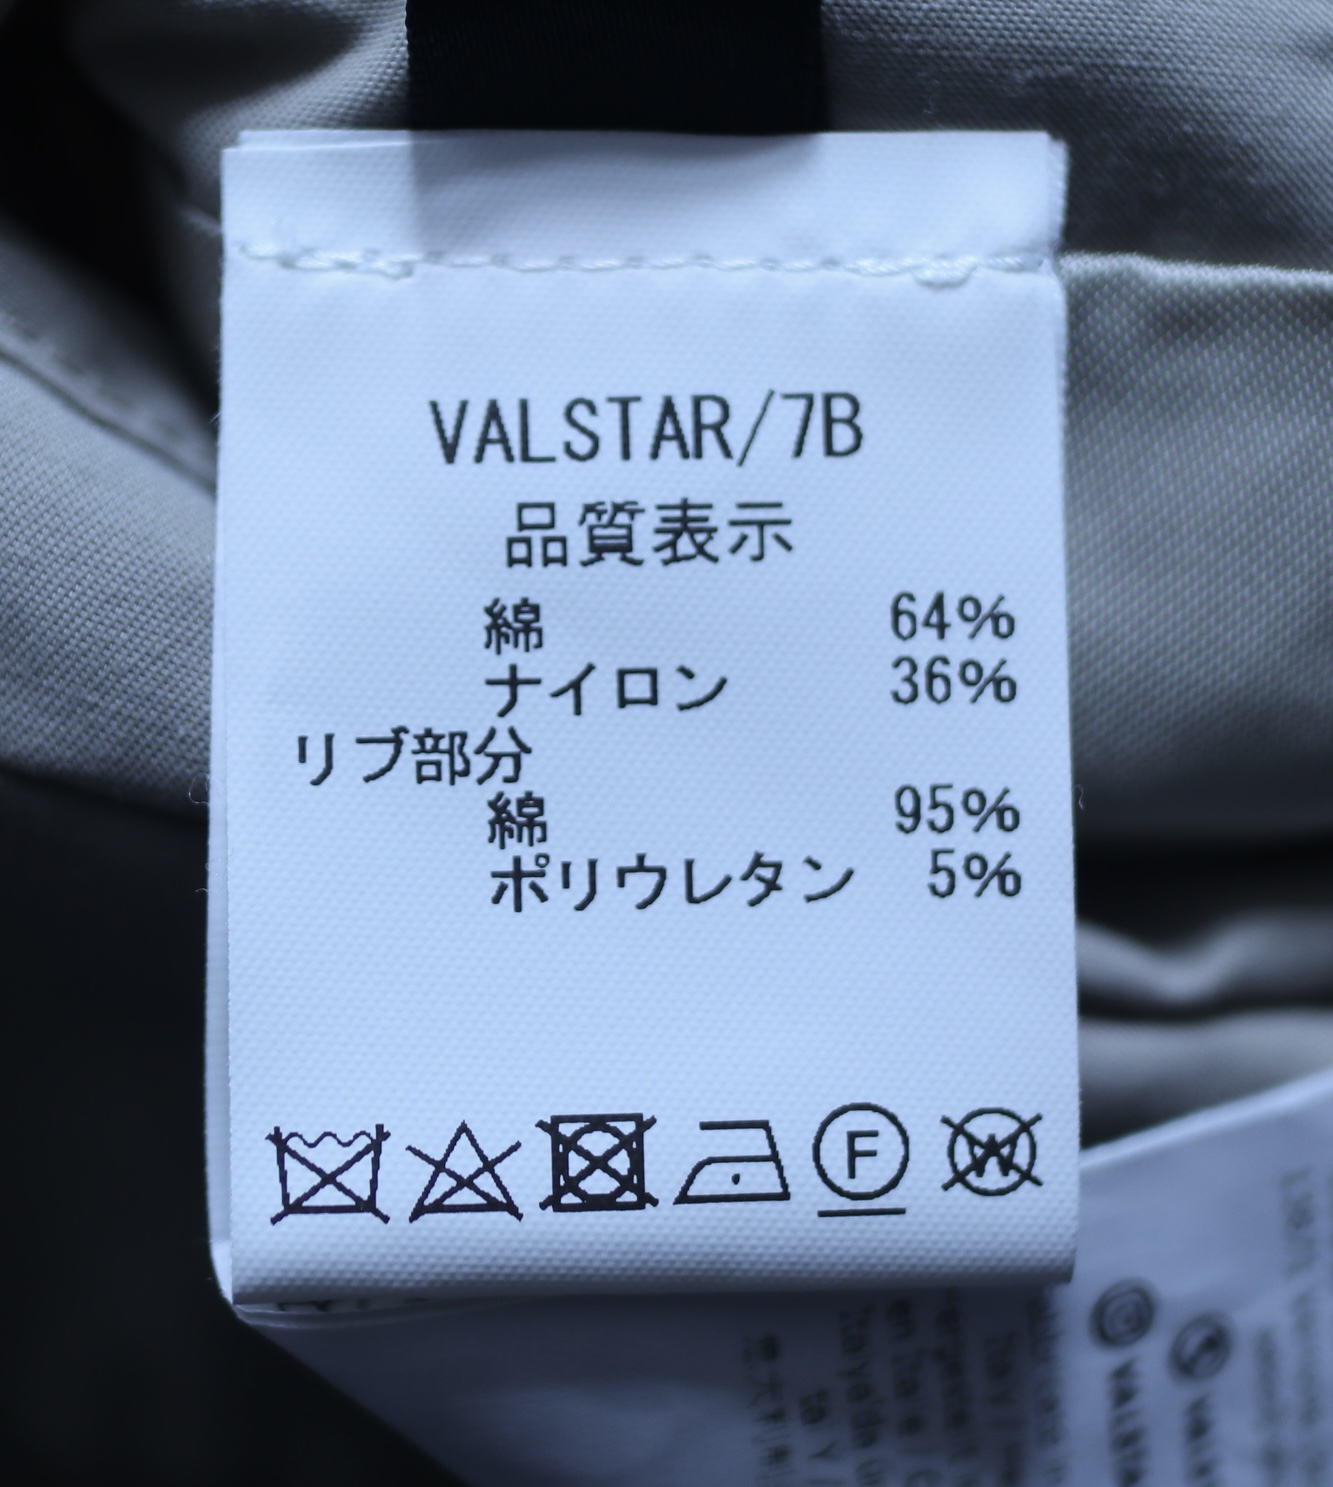 VALSTAR/7B
品質表示
綿 64%
ナイロン 36%
リブ部分
綿 95%
ポリウレタン 5%
F
W
VALSTA